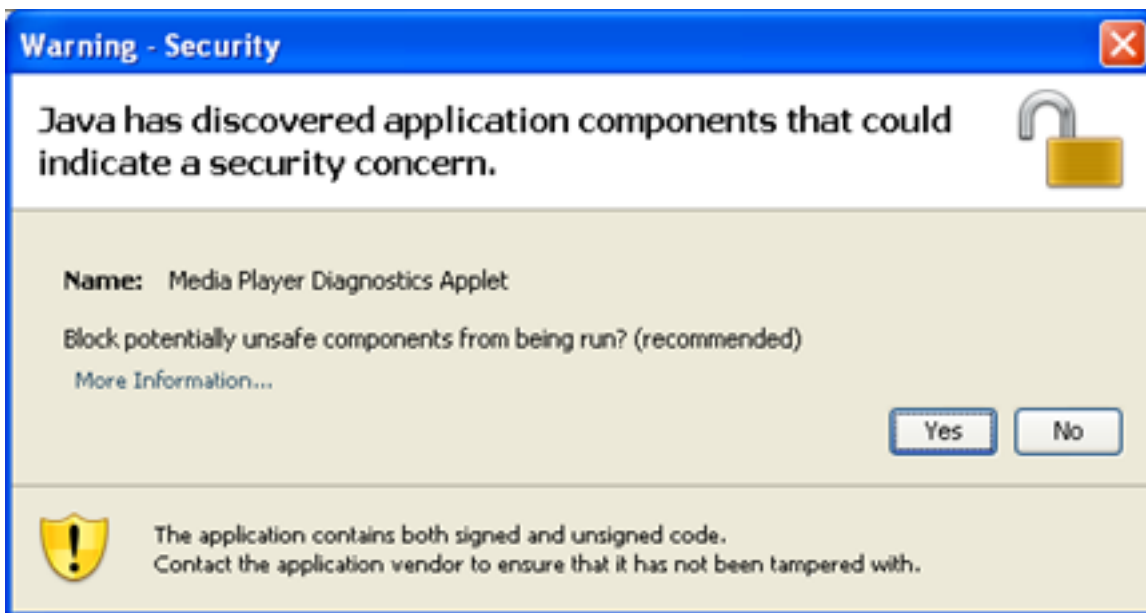 Warning - Security
Java has discovered application components that could
indicate a security concern.
Name: Media Player Diagnostics Applet
Block potentially unsafe components from being run? (recommended)
More Information...
Yes No
The application contains both signed and unsigned code.
Contact the application vendor to ensure that it has not been tampered with.